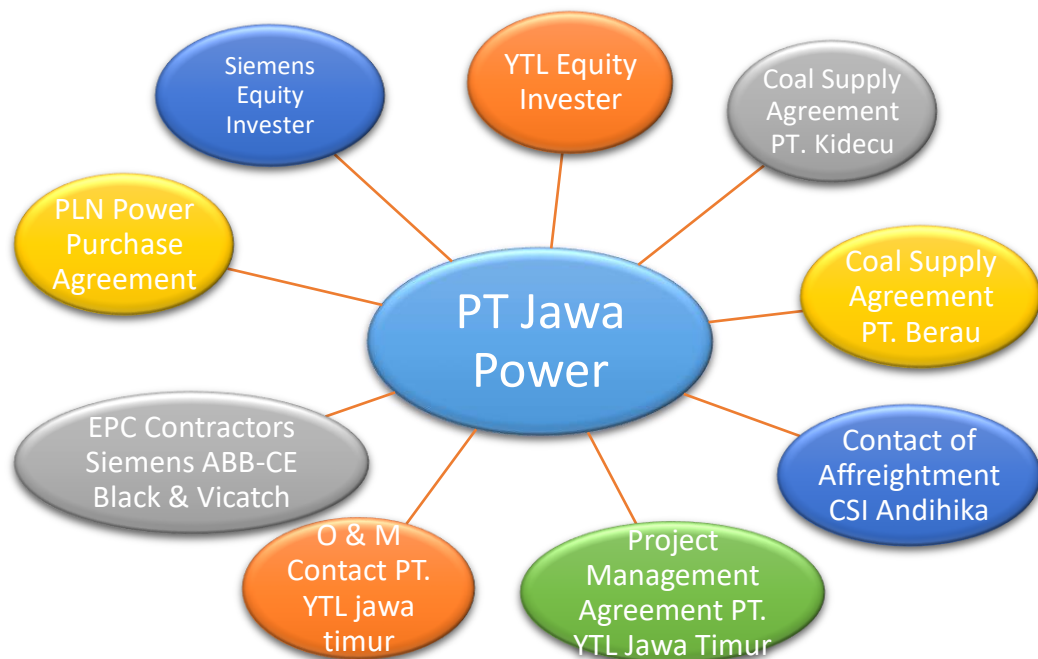 Siemens
Equity
Invester
YTL Equity
Invester
Coal Supply
Agreement
PT. Kidecu
PLN Power
Purchase
Agreement
Coal Supply
Agreement
PT. Berau
PT Jawa
Power
EPC Contractors
Siemens ABB-CE
Black & Vicatch
Contact of
Affreightment
CSI Andihika
O & M
Contact PT.
YTL jawa
timur
Project
Management
Agreement PT.
YTL Jawa Timur